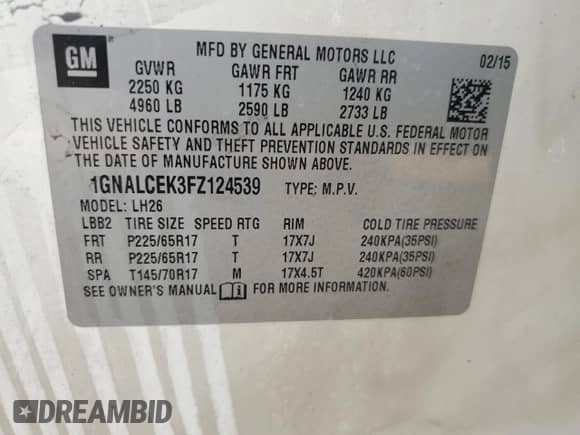 GM
MFD BY GENERAL MOTORS LLC 02/15
GVWR GAWR FRT GAWR RR
2250 KG 1175 KG 1240 KG
4960 LB 2590 LB 2733 LB
THIS VEHICLE CONFORMS TO ALL APPLICABLE U.S. FEDERAL MOTOR
VEHICLE SAFETY AND THEFT PREVENTION STANDARDS IN EFFECT ON
THE DATE OF MANUFACTURE SHOWN ABOVE.
1GNALCEK3FZ124539 TYPE: M.P.V.
MODEL: LH26
LBB2 TIRE SIZE SPEED RTG RIM COLD TIRE PRESSURE
FRT P225/65R17 T 17X7J 240KPA(35PSI)
RR P225/65R17 T 17X7J 240KPA(35PSI)
SPA T145/70R17 M 17X4.5T 420KPA(60PSI)
SEE OWNER'S MANUAL FOR MORE INFORMATION.
DREAMBID